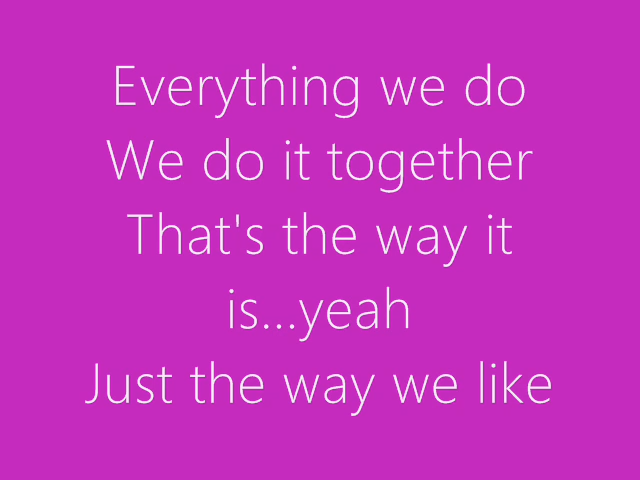 Everything we do
We do it together
That's the way it
is...yeah
Just the way we like